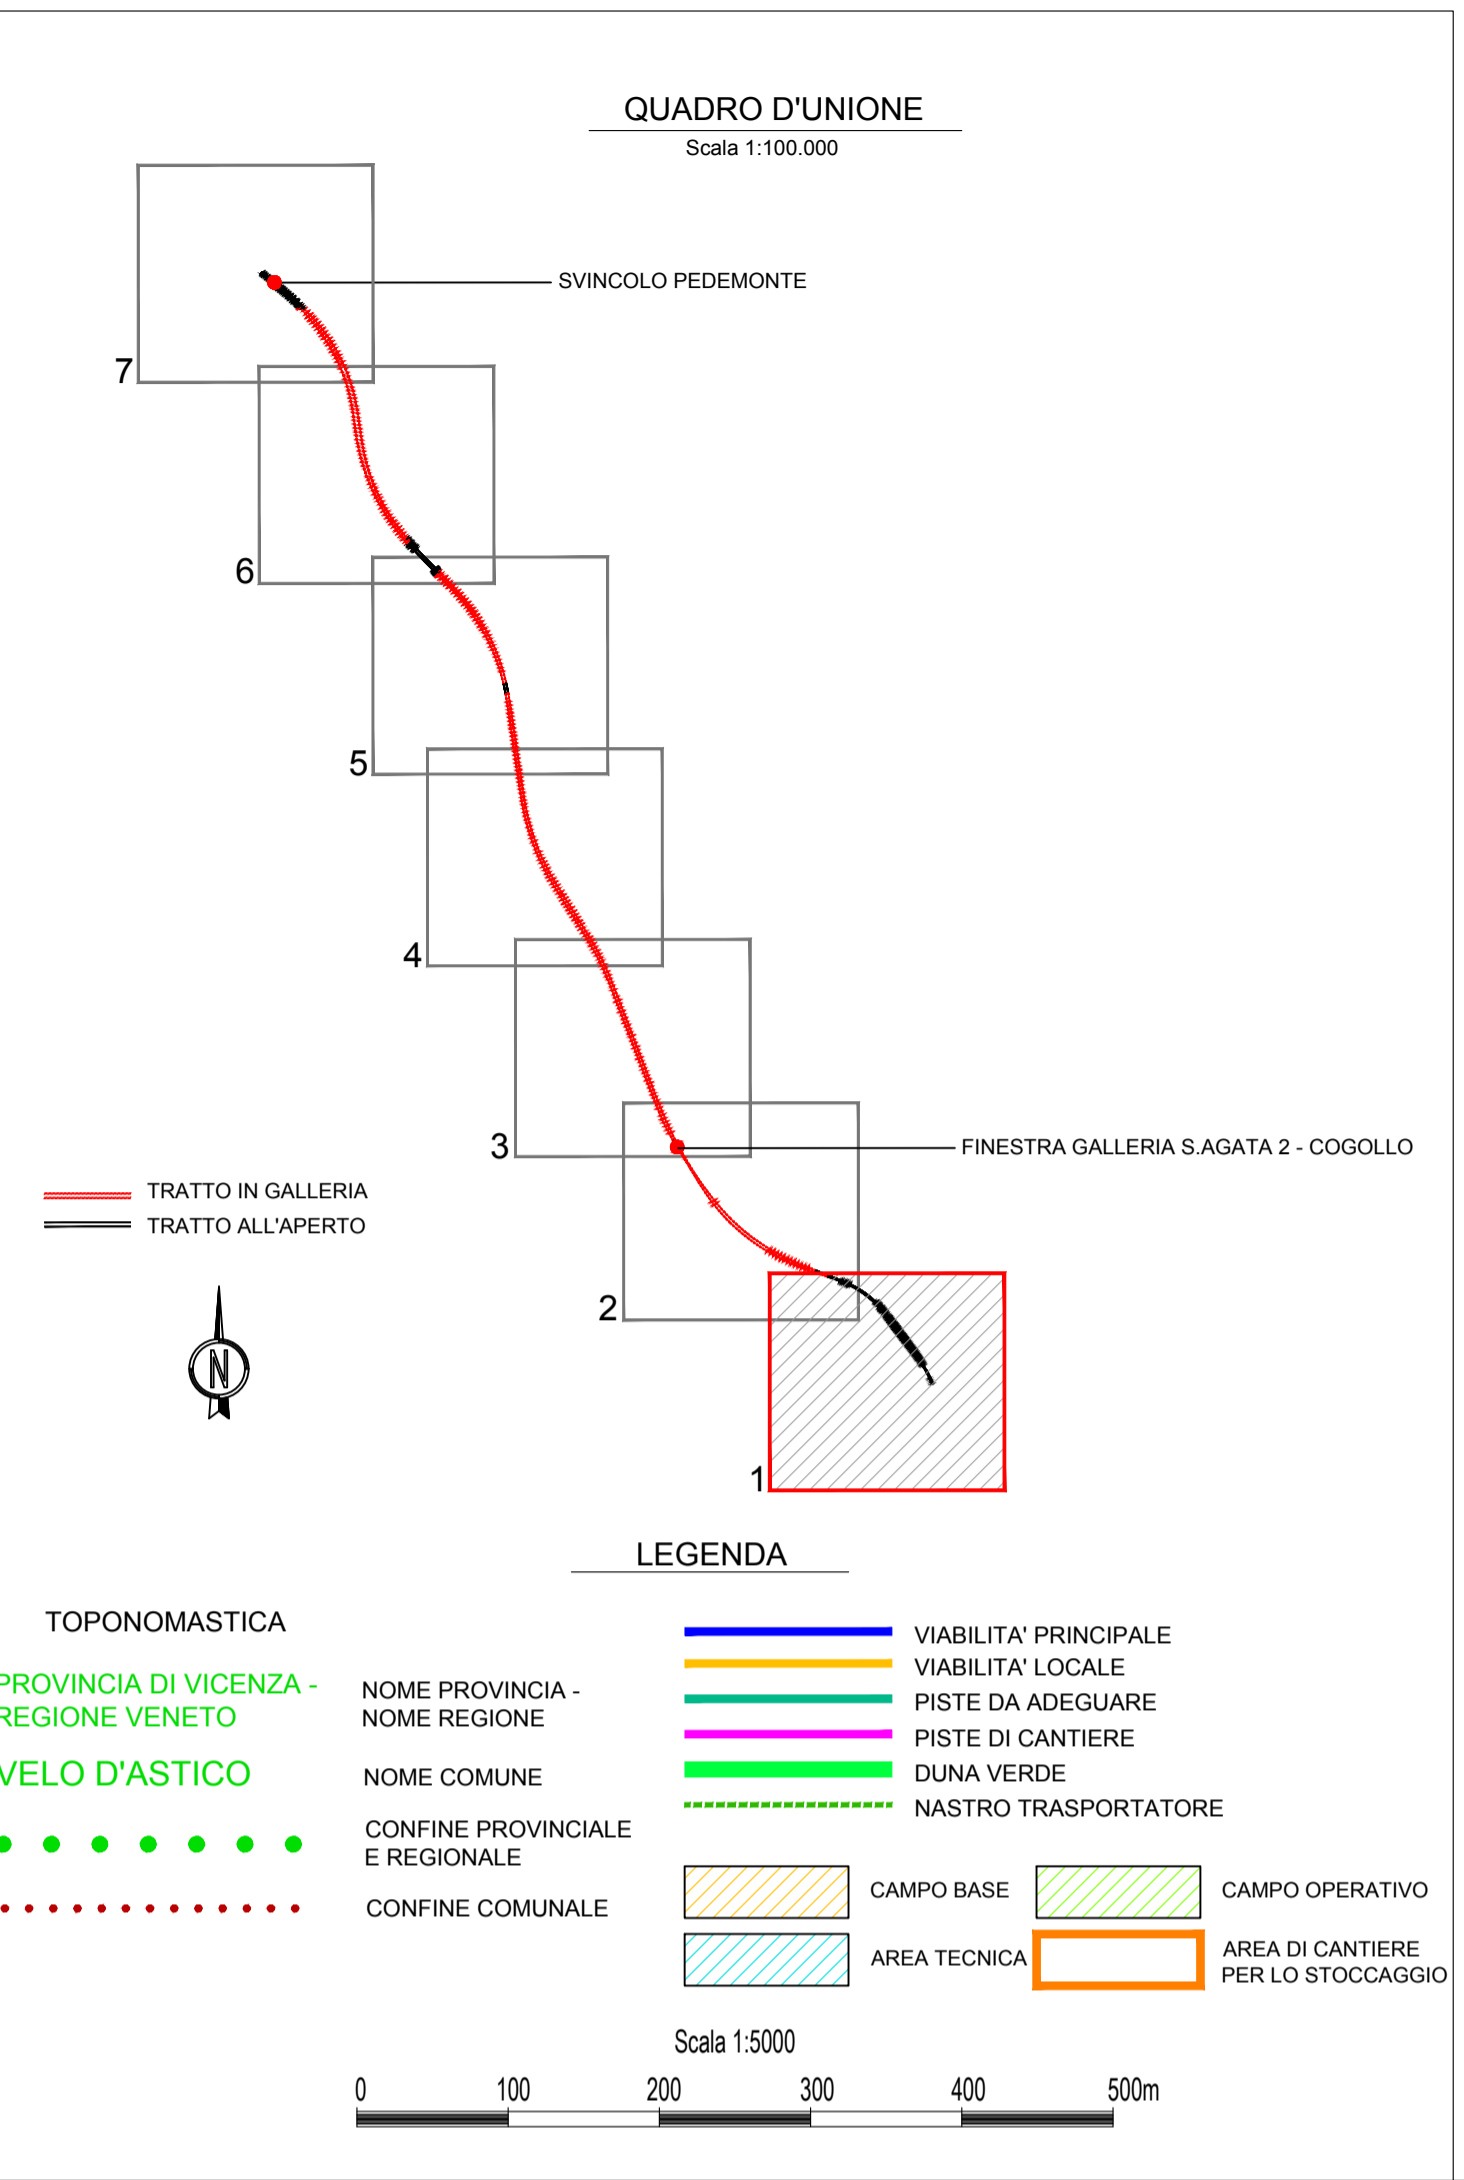 QUADRO D'UNIONE
Scala 1:100.000
SVINCOLO PEDEMONTE
7
6
5
4
3
FINESTRA GALLERIA S.AGATA 2 - COGOLLO
TRATTO IN GALLERIA
TRATTO ALL'APERTO
2
N
1
LEGENDA
TOPONOMASTICA
PROVINCIA DI VICENZA -
REGIONE VENETO
NOME PROVINCIA -
NOME REGIONE
VELO D'ASTICO
NOME COMUNE
CONFINE PROVINCIALE
E REGIONALE
CONFINE COMUNALE
VIABILITA' PRINCIPALE
VIABILITA' LOCALE
PISTE DA ADEGUARE
PISTE DI CANTIERE
DUNA VERDE
NASTRO TRASPORTATORE
CAMPO BASE
CAMPO OPERATIVO
AREA TECNICA
AREA DI CANTIERE
PER LO STOCCAGGIO
Scala 1:5000
0 100 200 300 400 500m